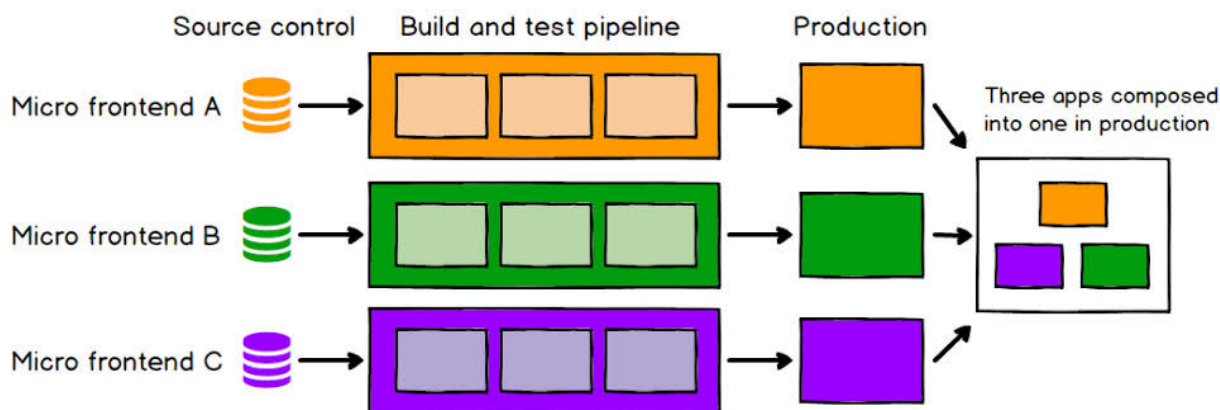 Source control
Build and test pipeline
Production
Micro frontend A
Three apps composed
into one in production
Micro frontend B
Micro frontend C